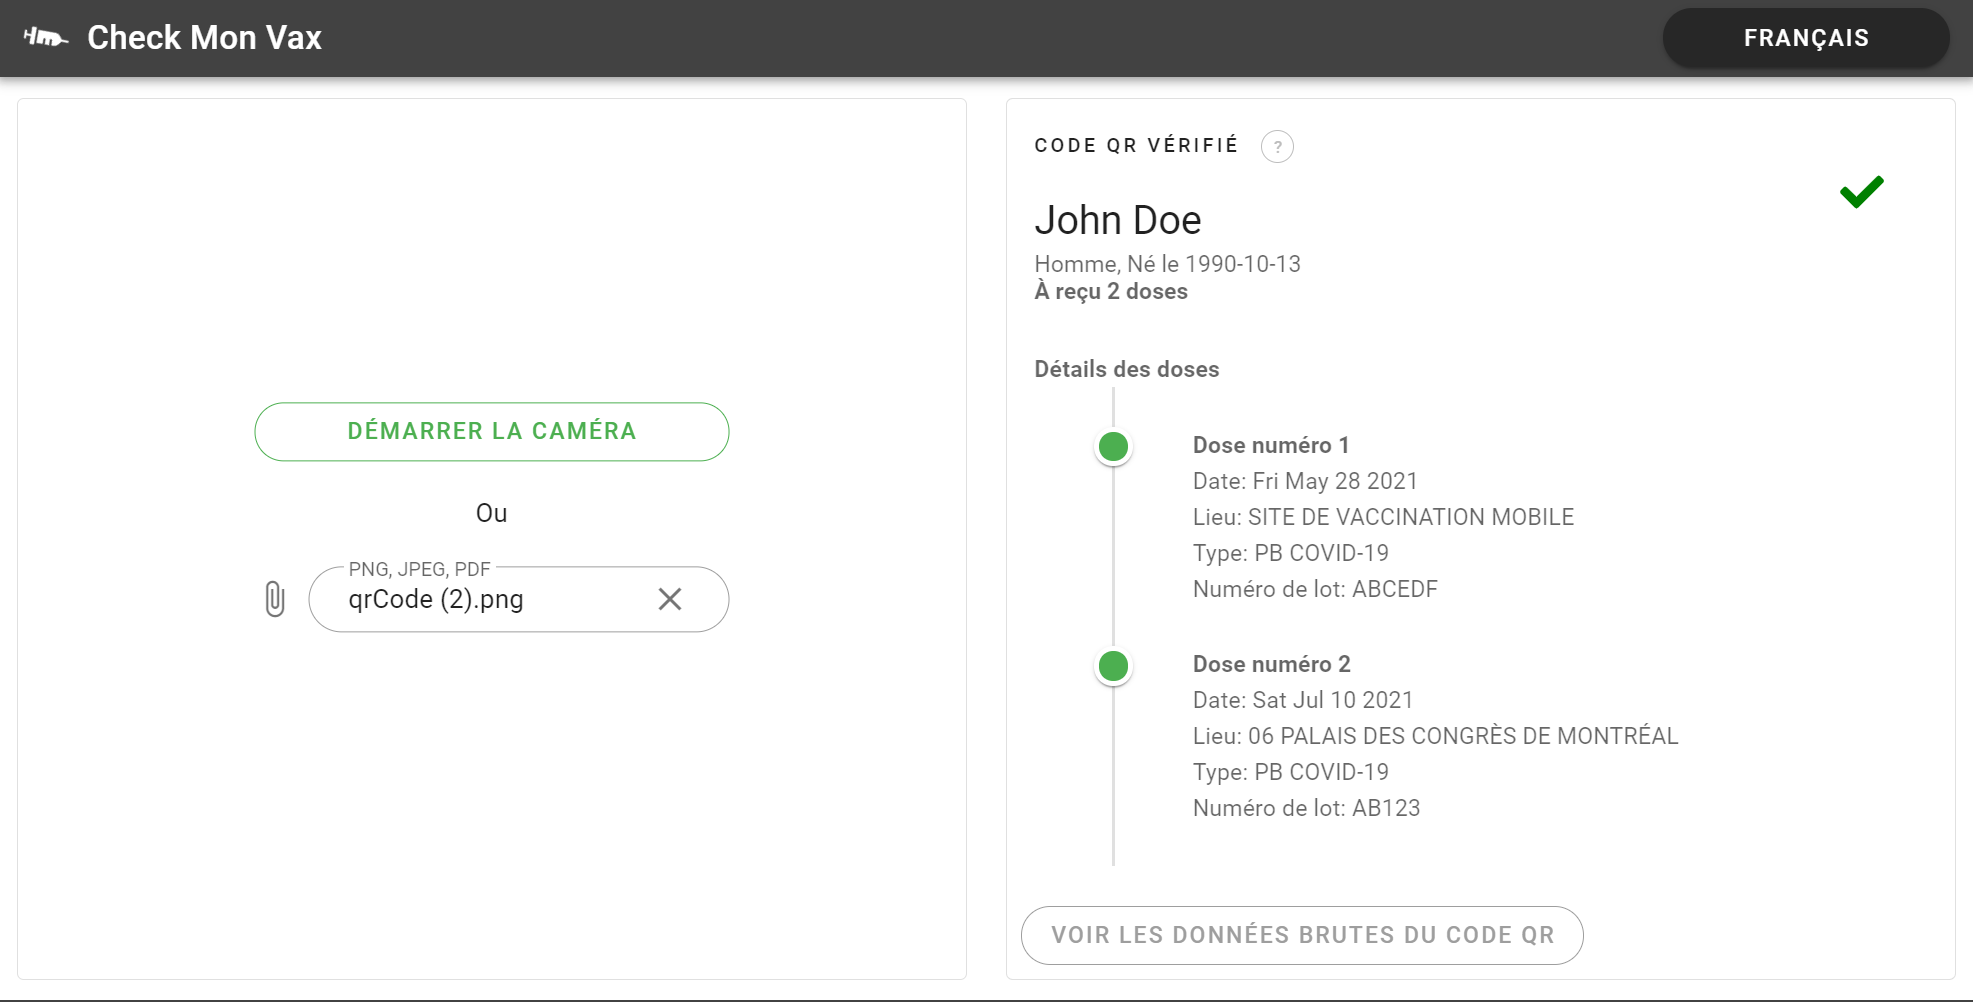 Check Mon Vax
FRANÇAIS
DÉMARRER LA CAMÉRA
Ou
PNG, JPEG, PDF
qrCode (2).png
CODE QR VÉRIFIÉ ?
John Doe
Homme, Né le 1990-10-13
À reçu 2 doses
Détails des doses
Dose numéro 1
Date: Fri May 28 2021
Lieu: SITE DE VACCINATION MOBILE
Type: PB COVID-19
Numéro de lot: ABCEDF
Dose numéro 2
Date: Sat Jul 10 2021
Lieu: 06 PALAIS DES CONGRÈS DE MONTRÉAL
Type: PB COVID-19
Numéro de lot: AB123
VOIR LES DONNÉES BRUTES DU CODE QR